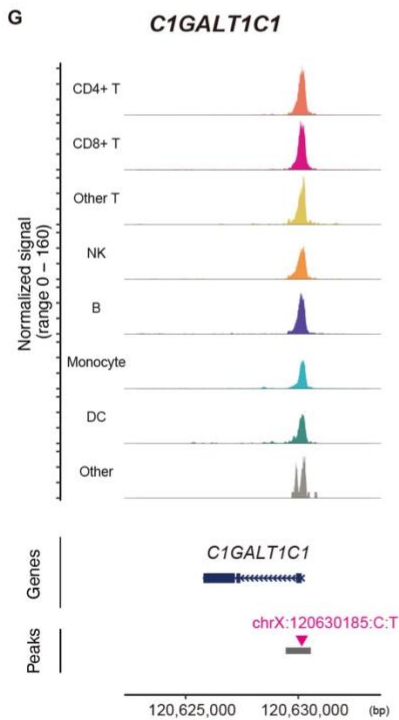 G
C1GALT1C1
Normalized signal
(range 0 – 160)
CD4+ T
CD8+ T
Other T
NK
B
Monocyte
DC
Other
Genes
C1GALT1C1
Peaks
chrX:120630185:C:T
120,625,000
120,630,000
(bp)